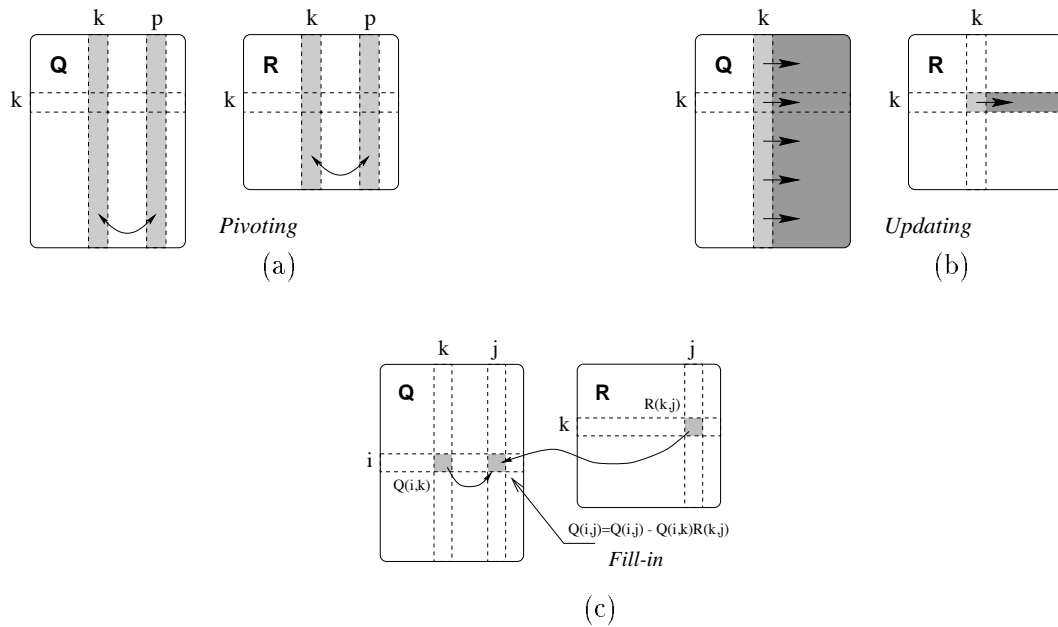 k p
k p
Q
R
k
k
Pivoting
(a)
k
k
Q
R
k
k
Updating
(b)
k j
j
Q
R
R(k,j)
k
i
Q(i,k)
Q(i,j)=Q(i,j) - Q(i,k)R(k,j)
Fill-in
(c)